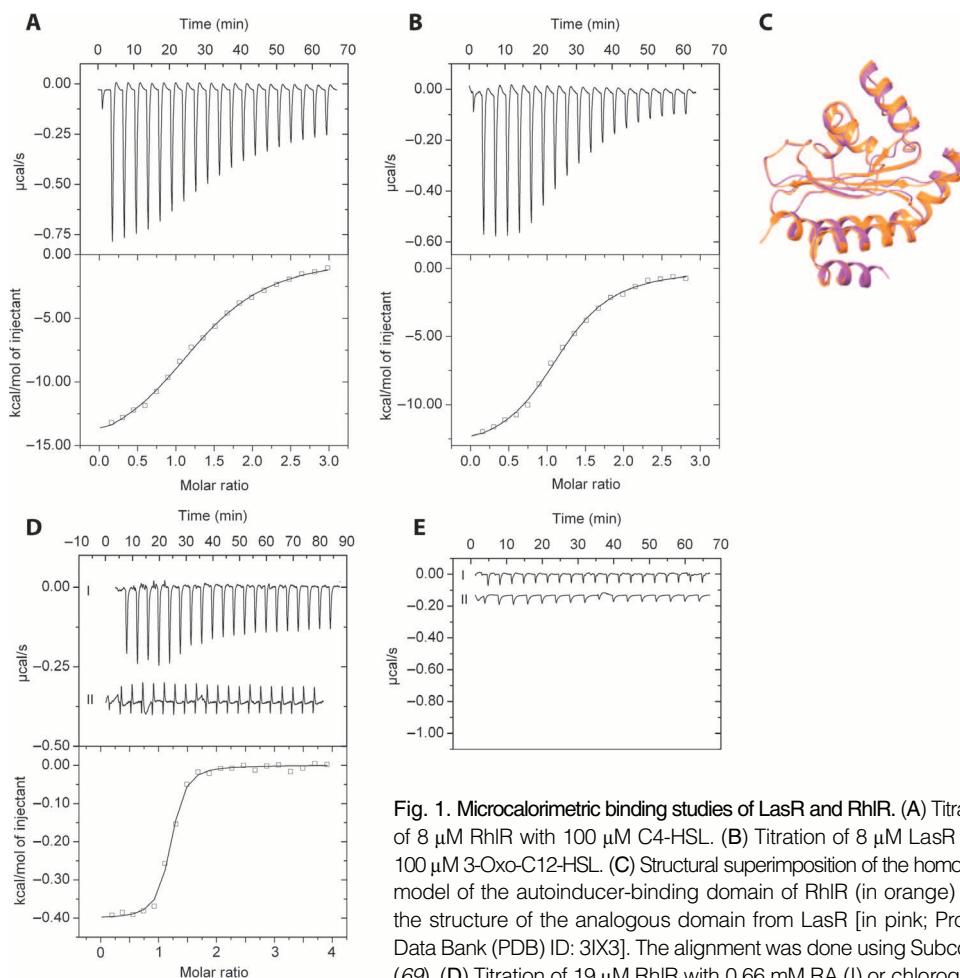 A
Time (min)
0 10 20 30 40 50 60 70
0.00
−0.25
−0.50
−0.75
μcal/s
0.00
−5.00
−10.00
−15.00
kcal/mol of injectant
0.0 0.5 1.0 1.5 2.0 2.5 3.0
Molar ratio
B
Time (min)
0 10 20 30 40 50 60 70
0.00
−0.20
−0.40
−0.60
μcal/s
0.00
−5.00
−10.00
kcal/mol of injectant
0.0 0.5 1.0 1.5 2.0 2.5 3.0
Molar ratio
C
D
Time (min)
−10 0 10 20 30 40 50 60 70 80 90
0.00
−0.25
−0.50
μcal/s
I
II
0.00
−0.10
−0.20
−0.30
−0.40
kcal/mol of injectant
0 1 2 3 4
Molar ratio
E
Time (min)
0 10 20 30 40 50 60 70
0.00
−0.20
−0.40
−0.60
−0.80
−1.00
μcal/s
I
II
Fig. 1. Microcalorimetric binding studies of LasR and RhlR. (A) Titra
of 8 μM RhlR with 100 μM C4-HSL. (B) Titration of 8 μM LasR
100 μM 3-Oxo-C12-HSL. (C) Structural superimposition of the homo
model of the autoinducer-binding domain of RhlR (in orange)
the structure of the analogous domain from LasR [in pink; Pro
Data Bank (PDB) ID: 3IX3]. The alignment was done using Subco
(69). (D) Titration of 19 μM RhlR with 0.66 mM RA (I) or chlorog